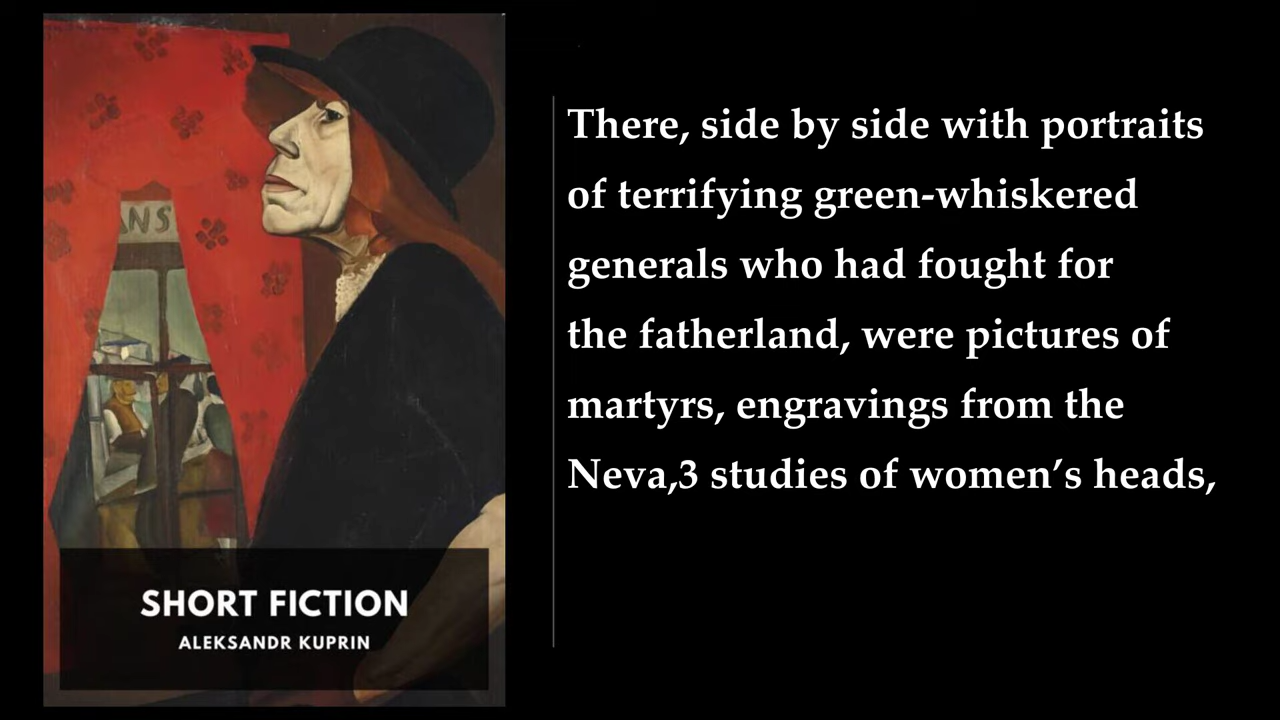 ANS
SHORT FICTION
ALEKSANDR KUPRIN
There, side by side with portraits
of terrifying green-whiskered
generals who had fought for
the fatherland, were pictures of
martyrs, engravings from the
Neva,3 studies of women’s heads,